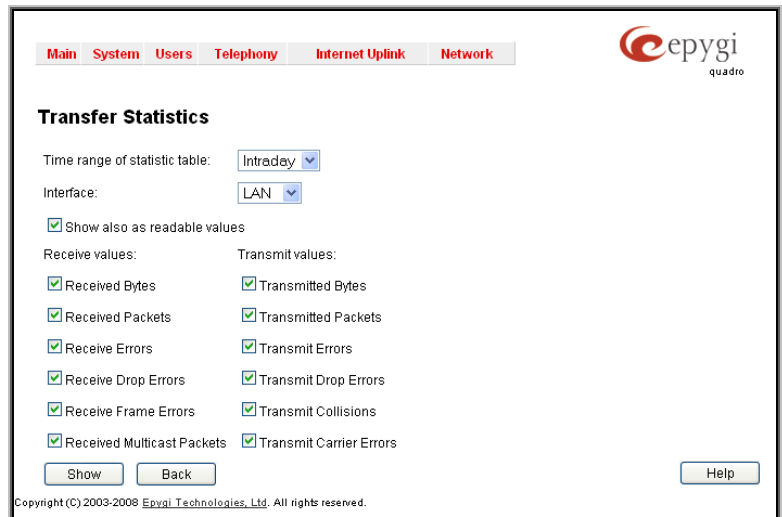 Main System Users Telephony Internet Uplink Network
epygi
quadro
Transfer Statistics
Time range of statistic table: Intraday
Interface: LAN
Show also as readable values
Receive values: Transmit values:
Received Bytes Transmitted Bytes
Received Packets Transmitted Packets
Receive Errors Transmit Errors
Receive Drop Errors Transmit Drop Errors
Receive Frame Errors Transmit Collisions
Received Multicast Packets Transmit Carrier Errors
Show Back Help
Copyright (C) 2003-2008 Epygi Technologies, Ltd. All rights reserved.